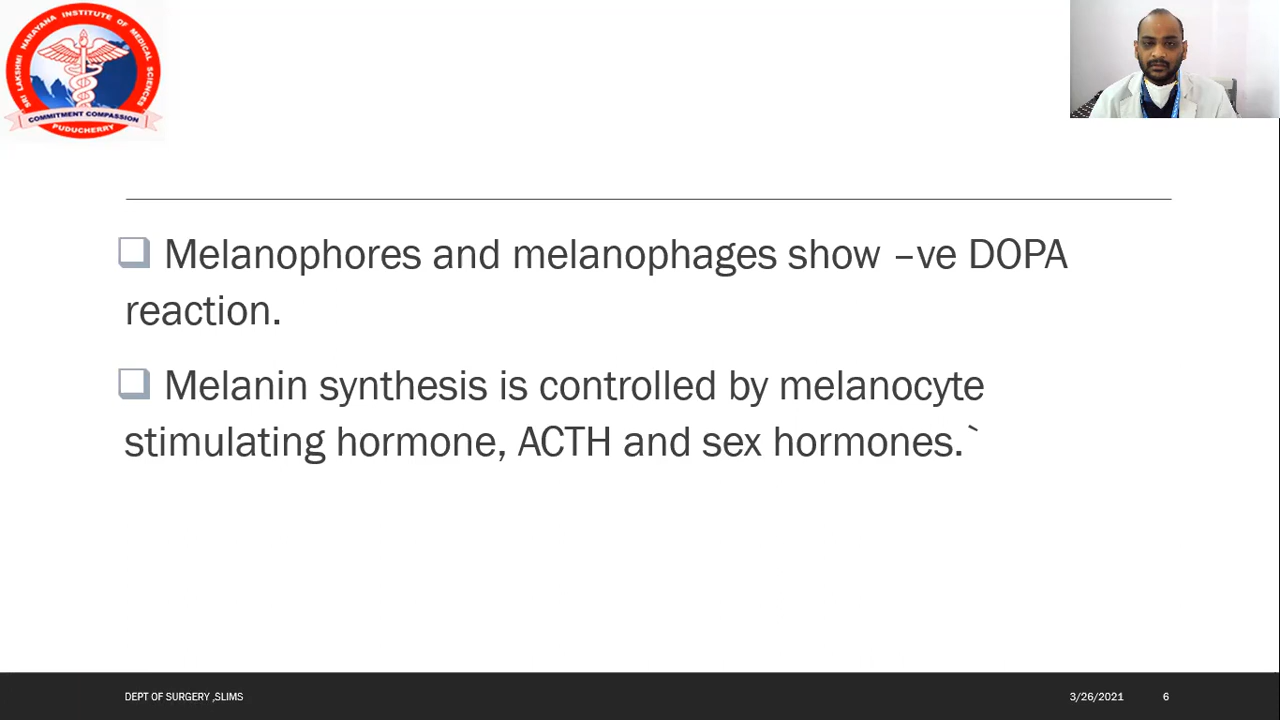 SRI LAKSHMI NARAYANA INSTITUTE OF MEDICAL SCIENCES
COMMITMENT COMPASSION
PUDUCHERRY
Melanophores and melanophages show –ve DOPA
reaction.
Melanin synthesis is controlled by melanocyte
stimulating hormone, ACTH and sex hormones.`
DEPT OF SURGERY ,SLIMS
3/26/2021
6